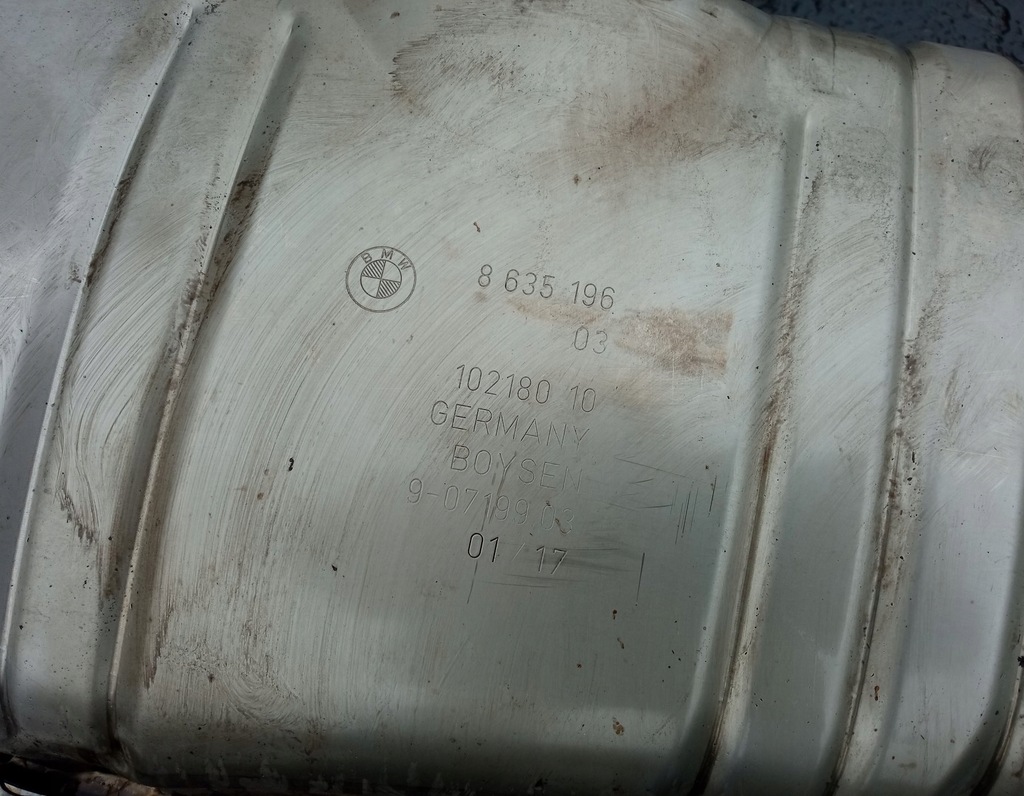 BMW
8 635 196
03
102180 10
GERMANY
BOYSEN
9-07199.03
01 / 17